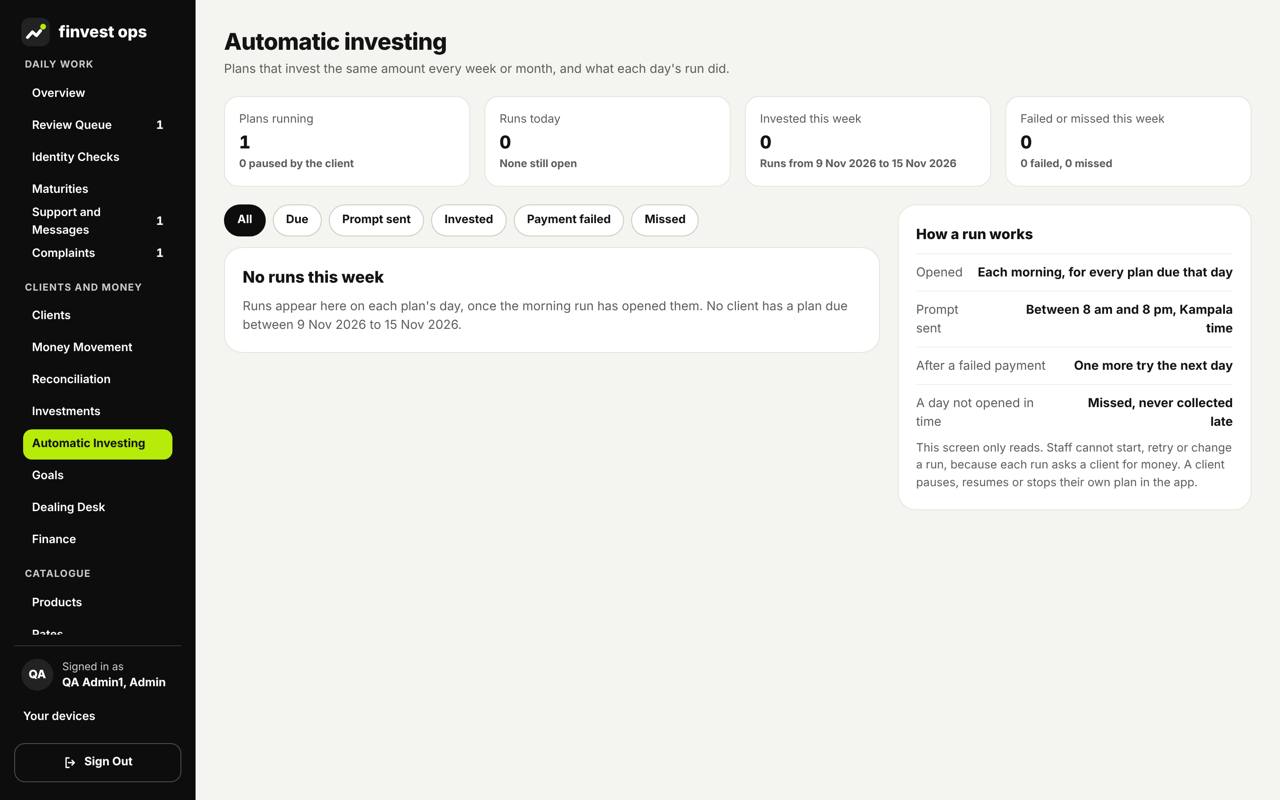 finvest ops
DAILY WORK
Overview
Review Queue 1
Identity Checks
Maturities
Support and
Messages 1
Complaints 1
CLIENTS AND MONEY
Clients
Money Movement
Reconciliation
Investments
Automatic Investing
Goals
Dealing Desk
Finance
CATALOGUE
Products
Rates
QA
Signed in as
QA Admin1, Admin
Your devices
Sign Out
Automatic investing
Plans that invest the same amount every week or month, and what each day's run did.
Plans running
1
0 paused by the client
Runs today
0
None still open
Invested this week
0
Runs from 9 Nov 2026 to 15 Nov 2026
Failed or missed this week
0
0 failed, 0 missed
All
Due
Prompt sent
Invested
Payment failed
Missed
No runs this week
Runs appear here on each plan's day, once the morning run has opened them. No client has a plan due
between 9 Nov 2026 to 15 Nov 2026.
How a run works
Opened Each morning, for every plan due that day
Prompt Between 8 am and 8 pm, Kampala
sent time
After a failed payment One more try the next day
A day not opened in Missed, never collected
time late
This screen only reads. Staff cannot start, retry or change
a run, because each run asks a client for money. A client
pauses, resumes or stops their own plan in the app.